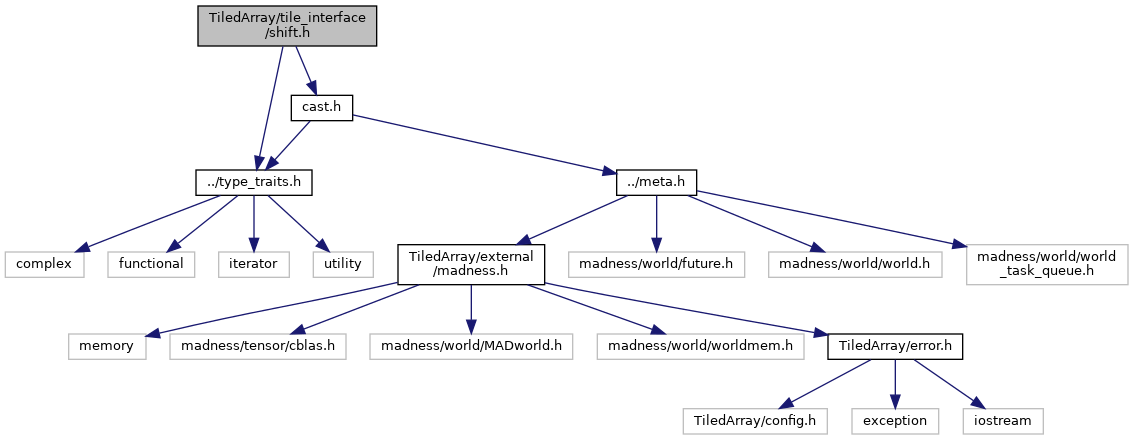 TiledArray/tile_interface
/shift.h
cast.h
../type_traits.h
../meta.h
complex
functional
iterator
utility
TiledArray/external
/madness.h
madness/world/future.h
madness/world/world.h
madness/world/world
_task_queue.h
memory
madness/tensor/cblas.h
madness/world/MADworld.h
madness/world/worldmem.h
TiledArray/error.h
TiledArray/config.h
exception
iostream